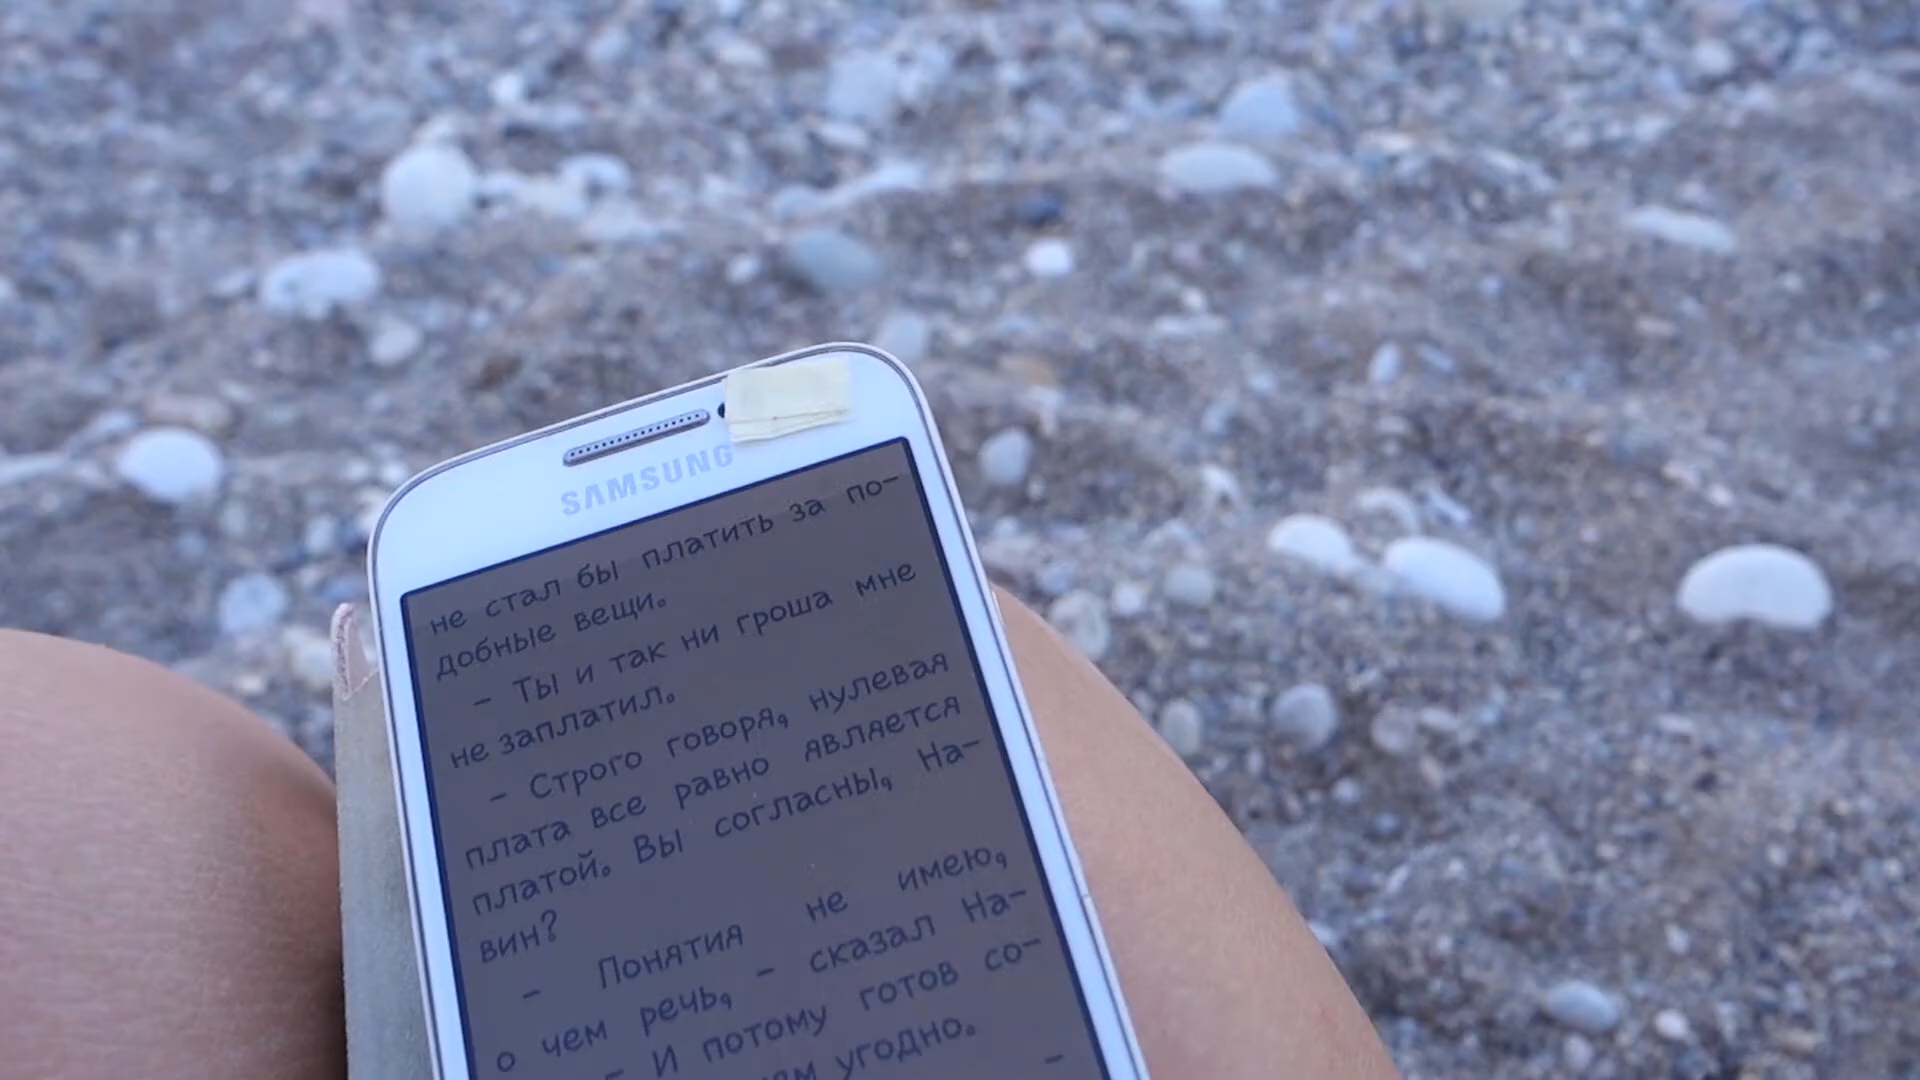 SAMSUNG
не стал бы платить за по-
добные вещи.
- Ты и так ни гроша мне
не заплатил.
- Строго говоря, нулевая
плата все равно является
платой. Вы согласны, На-
вин?
- Понятия не имею,
о чем речь, - сказал На-
- И потому готов со-
угодно.
-